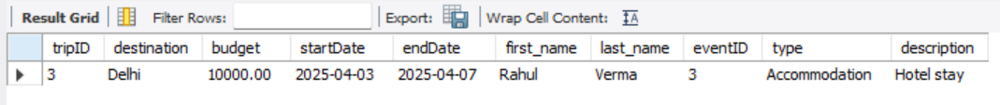 Result Grid Filter Rows: Export: Wrap Cell Content: IA
tripID destination budget startDate endDate first_name last_name eventID type description
3 Delhi 10000.00 2025-04-03 2025-04-07 Rahul Verma 3 Accommodation Hotel stay